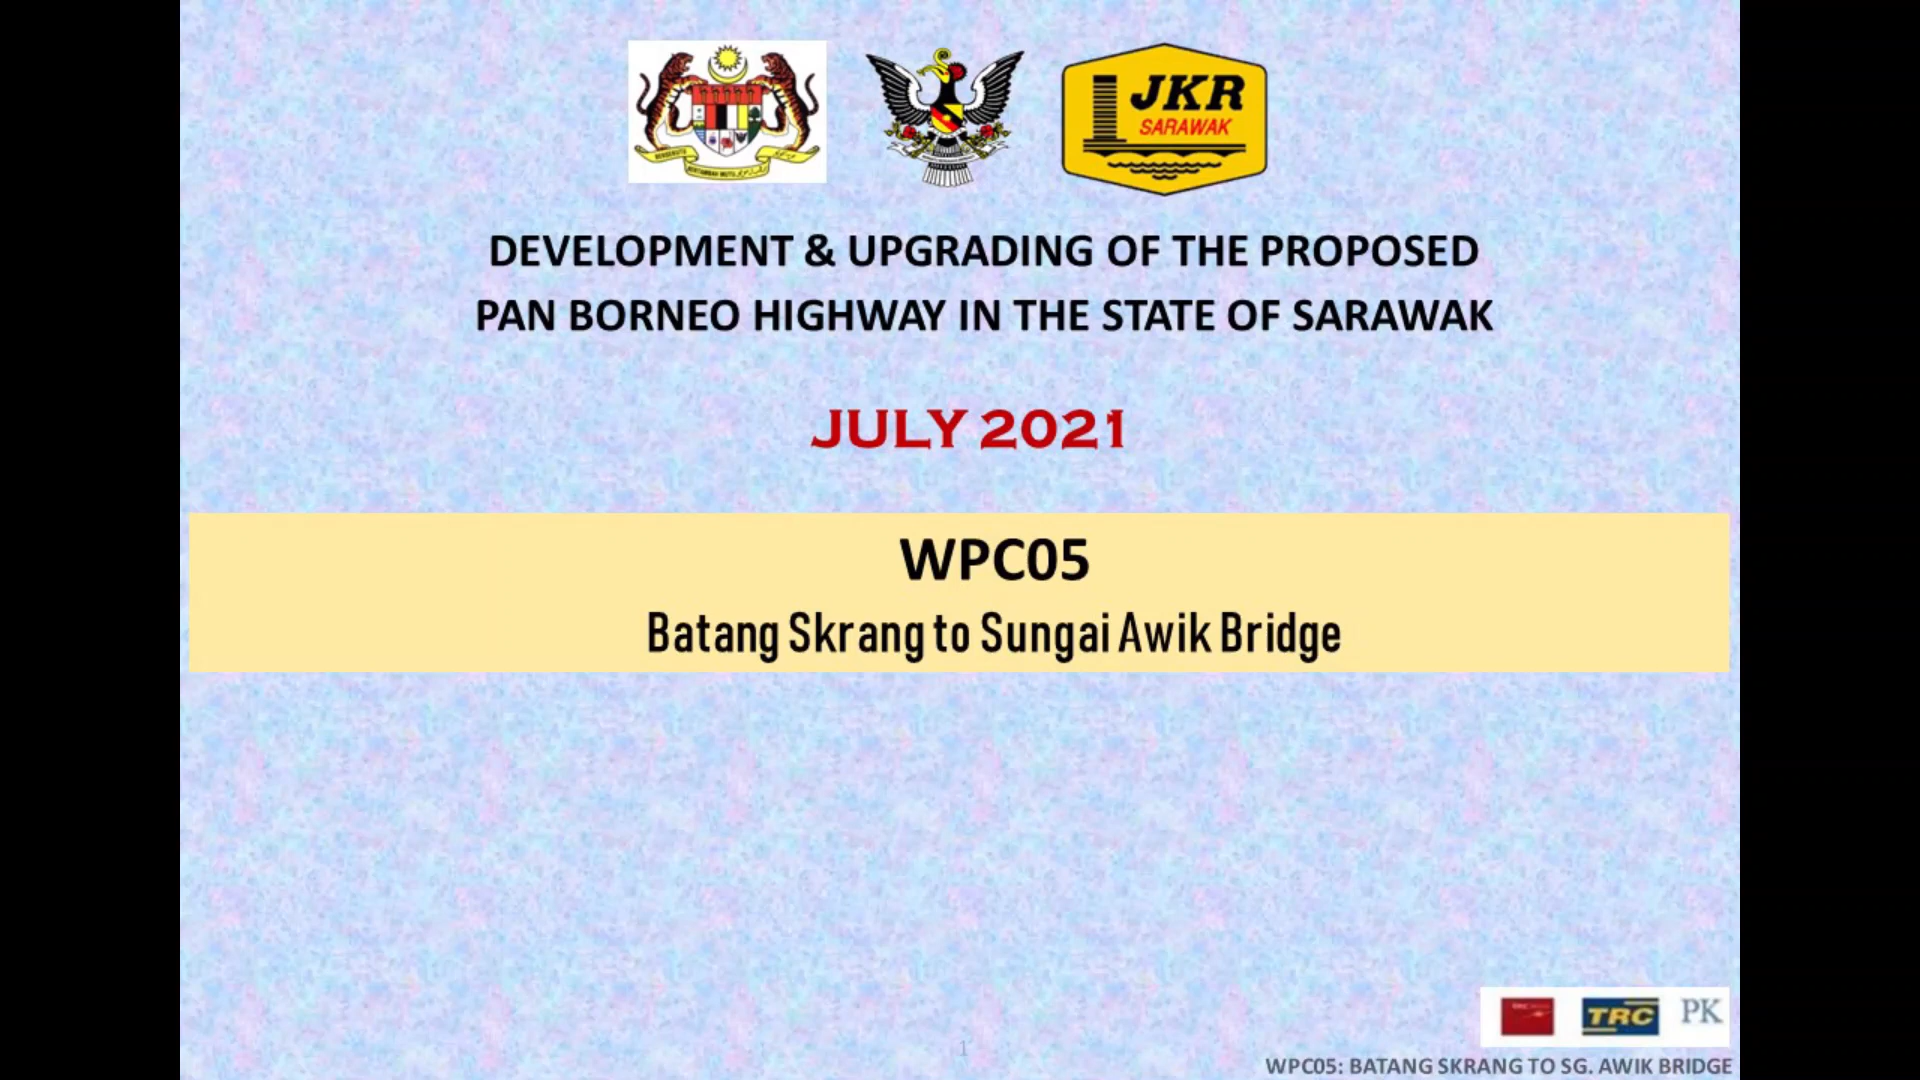 JKR
SARAWAK
DEVELOPMENT & UPGRADING OF THE PROPOSED
PAN BORNEO HIGHWAY IN THE STATE OF SARAWAK
JULY 2021
WPC05
Batang Skrang to Sungai Awik Bridge
TRC
PK
1
WPC05: BATANG SKRANG TO SG. AWIK BRIDGE